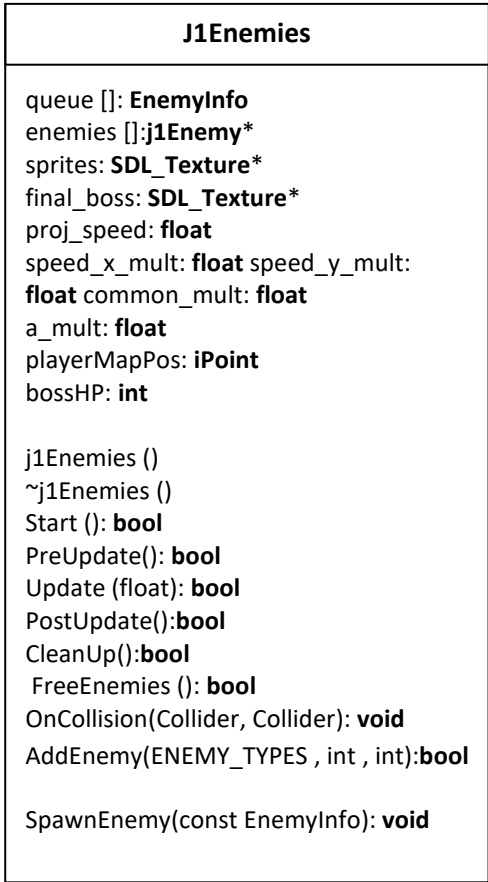 J1Enemies
queue []: EnemyInfo
enemies []:j1Enemy*
sprites: SDL_Texture*
final_boss: SDL_Texture*
proj_speed: float
speed_x_mult: float speed_y_mult:
float common_mult: float
a_mult: float
playerMapPos: iPoint
bossHP: int
j1Enemies ()
~j1Enemies ()
Start (): bool
PreUpdate(): bool
Update (float): bool
PostUpdate():bool
CleanUp():bool
FreeEnemies (): bool
OnCollision(Collider, Collider): void
AddEnemy(ENEMY_TYPES , int , int):bool
SpawnEnemy(const EnemyInfo): void